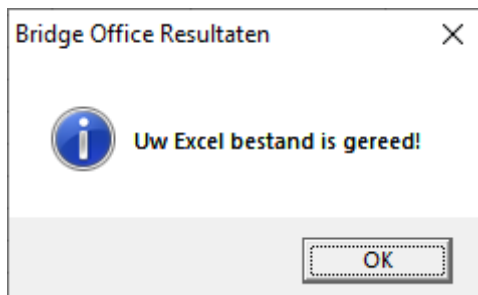 Bridge Office Resultaten
Uw Excel bestand is gereed!
OK